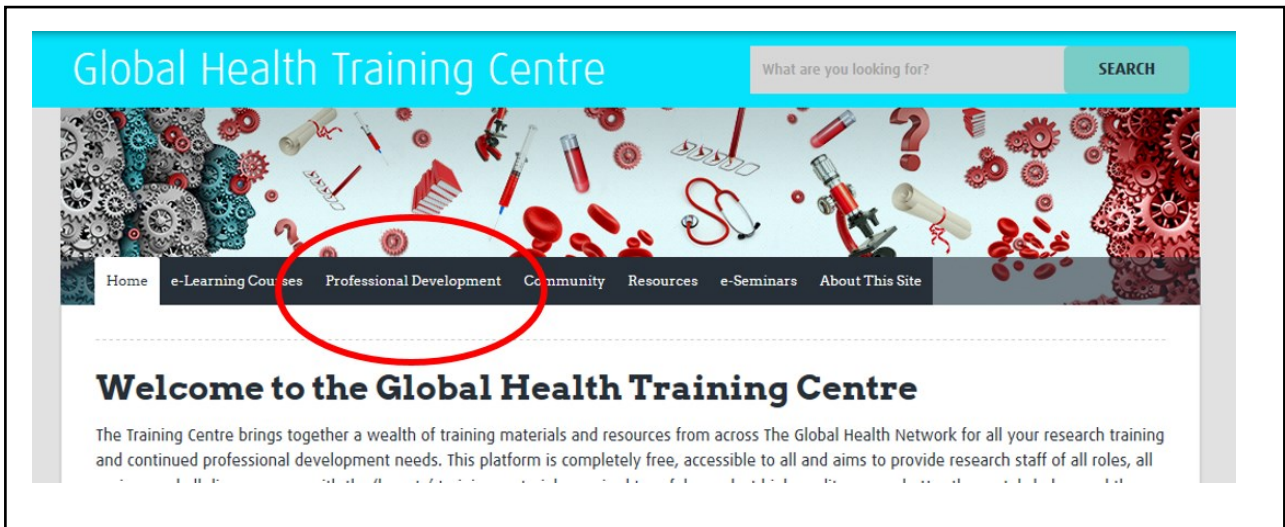 Global Health Training Centre
What are you looking for?
SEARCH
Home e-Learning Courses Professional Development Community Resources e-Seminars About This Site
Welcome to the Global Health Training Centre
The Training Centre brings together a wealth of training materials and resources from across The Global Health Network for all your research training
and continued professional development needs. This platform is completely free, accessible to all and aims to provide research staff of all roles, all